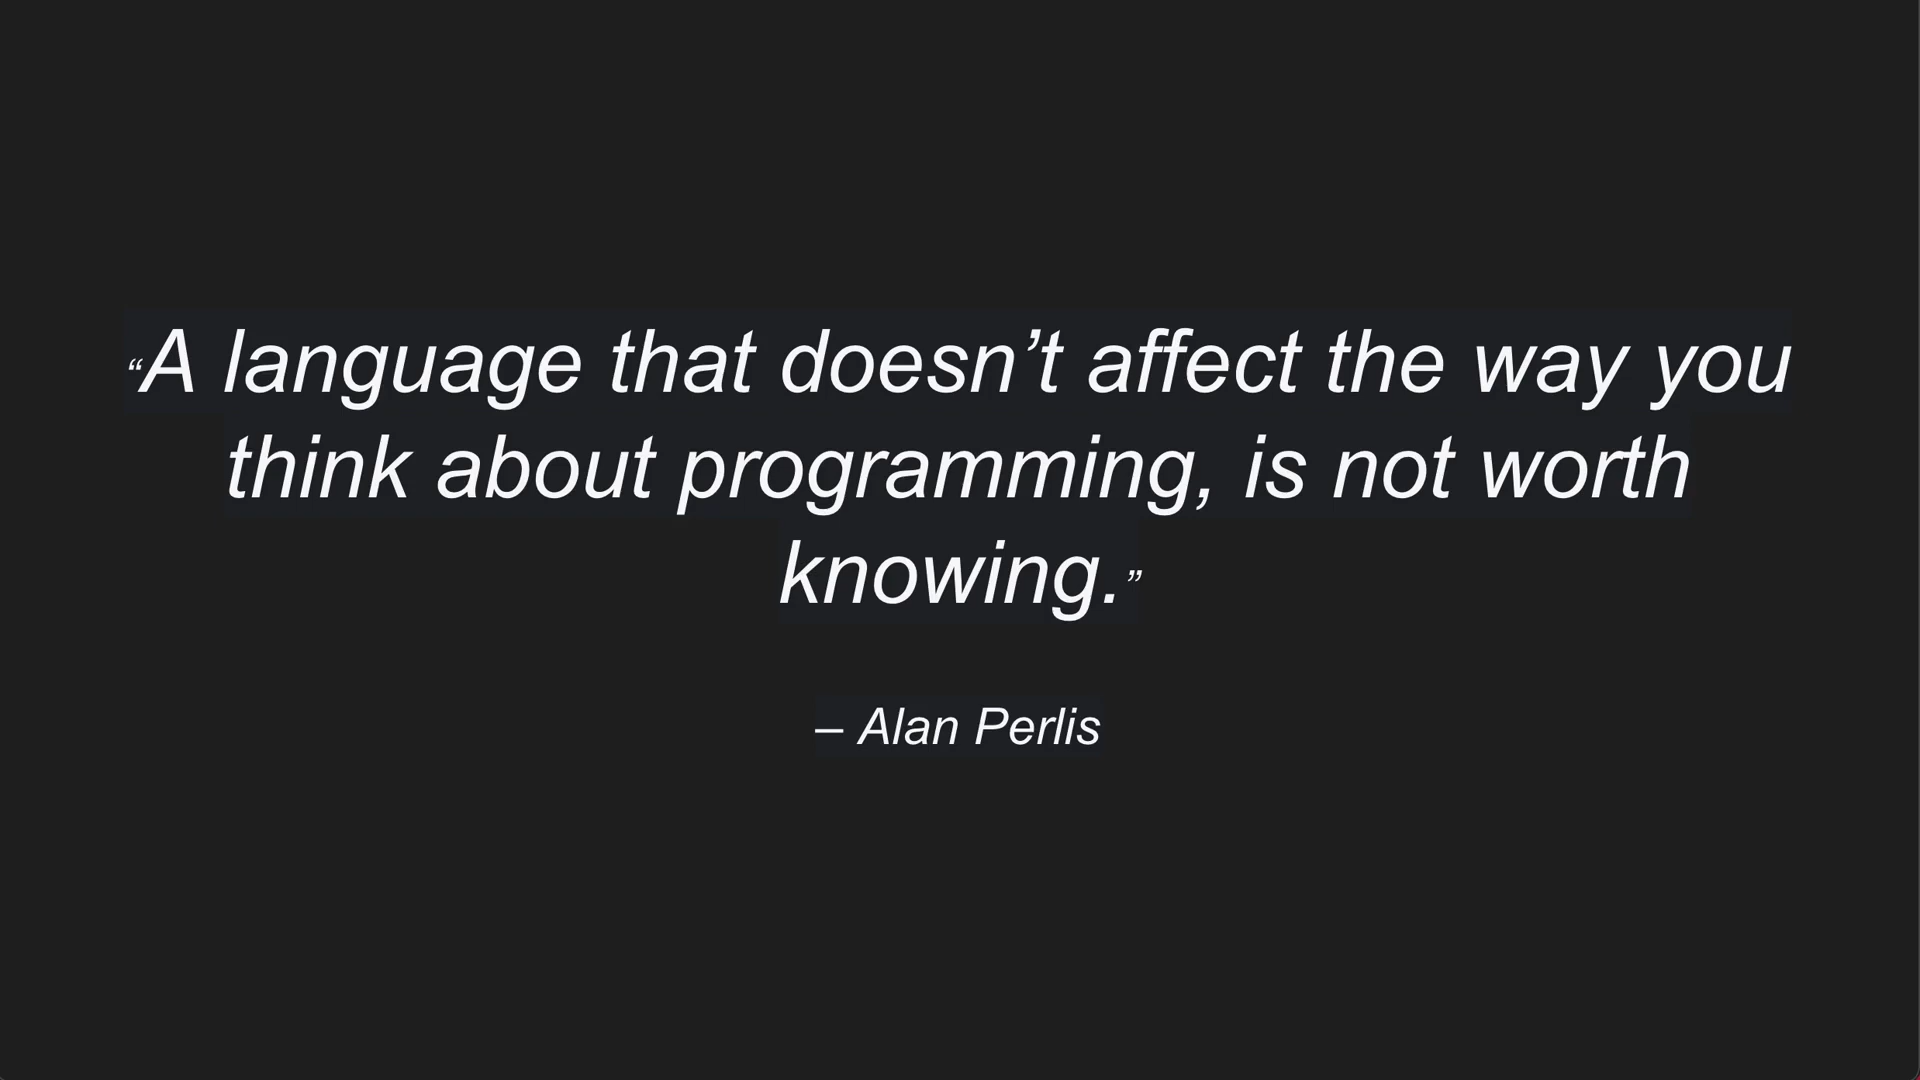 “A language that doesn’t affect the way you
think about programming, is not worth
knowing.”
– Alan Perlis